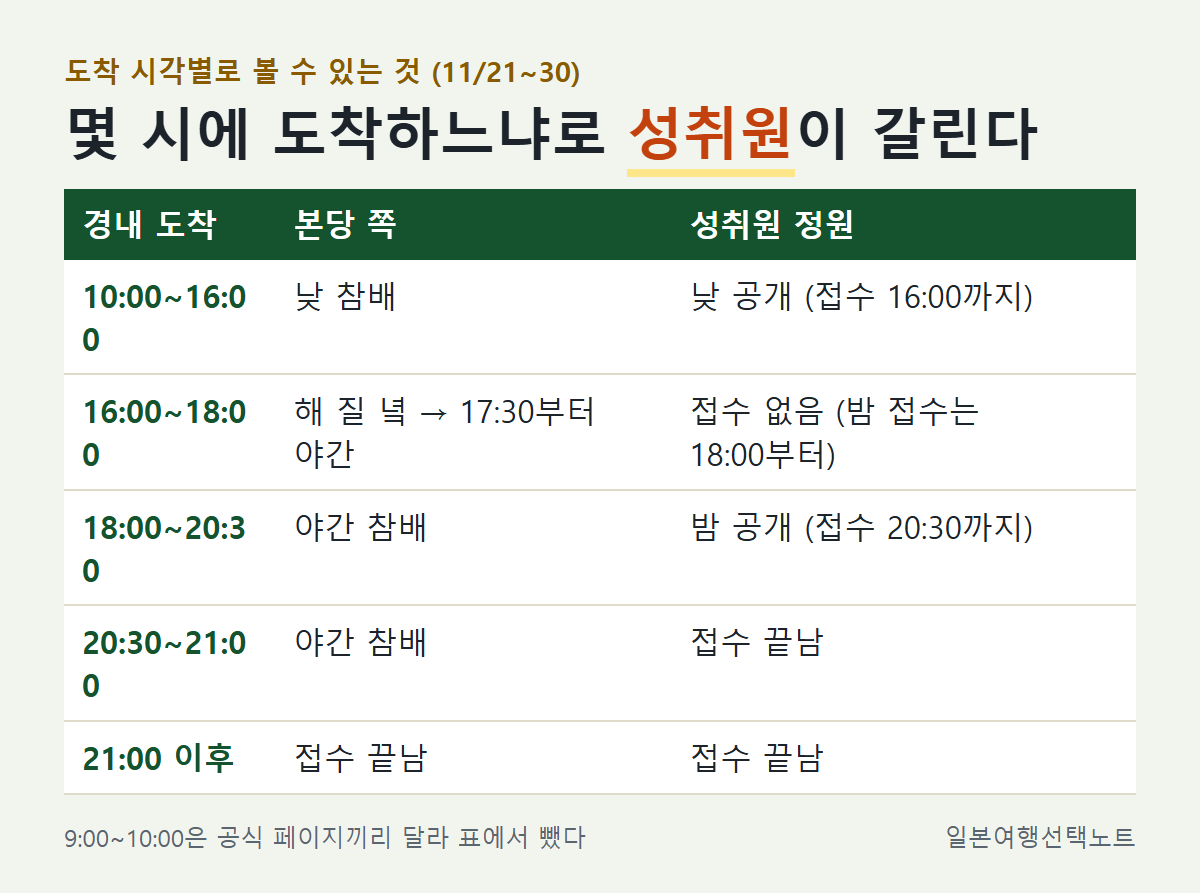 도착 시각별로 볼 수 있는 것 (11/21~30)
몇 시에 도착하느냐로 성취원이 갈린다
경내 도착 본당 쪽 성취원 정원
10:00~16:0 낮 참배 낮 공개 (접수 16:00까지)
0
16:00~18:0 해 질 녘 → 17:30부터 접수 없음 (밤 접수는
0 야간 18:00부터)
18:00~20:3 야간 참배 밤 공개 (접수 20:30까지)
0
20:30~21:0 야간 참배 접수 끝남
0
21:00 이후 접수 끝남 접수 끝남
9:00~10:00은 공식 페이지끼리 달라 표에서 뺐다 일본여행선택노트